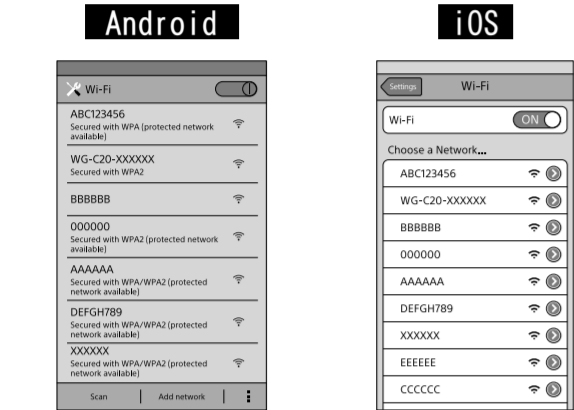 Android
Wi-Fi
ABC123456
Secured with WPA (protected network
available)
WG-C20-XXXXXX
Secured with WPA2
BBBBBB
000000
Secured with WPA2 (protected network
available)
AAAAAA
Secured with WPA/WPA2 (protected
network available)
DEFGH789
Secured with WPA/WPA2 (protected
network available)
XXXXXX
Secured with WPA/WPA2 (protected
network available)
Scan
Add network
iOS
Settings
Wi-Fi
Wi-Fi
ON
Choose a Network...
ABC123456
WG-C20-XXXXXX
BBBBBB
000000
AAAAAA
DEFGH789
XXXXXX
EEEEEE
CCCCCC